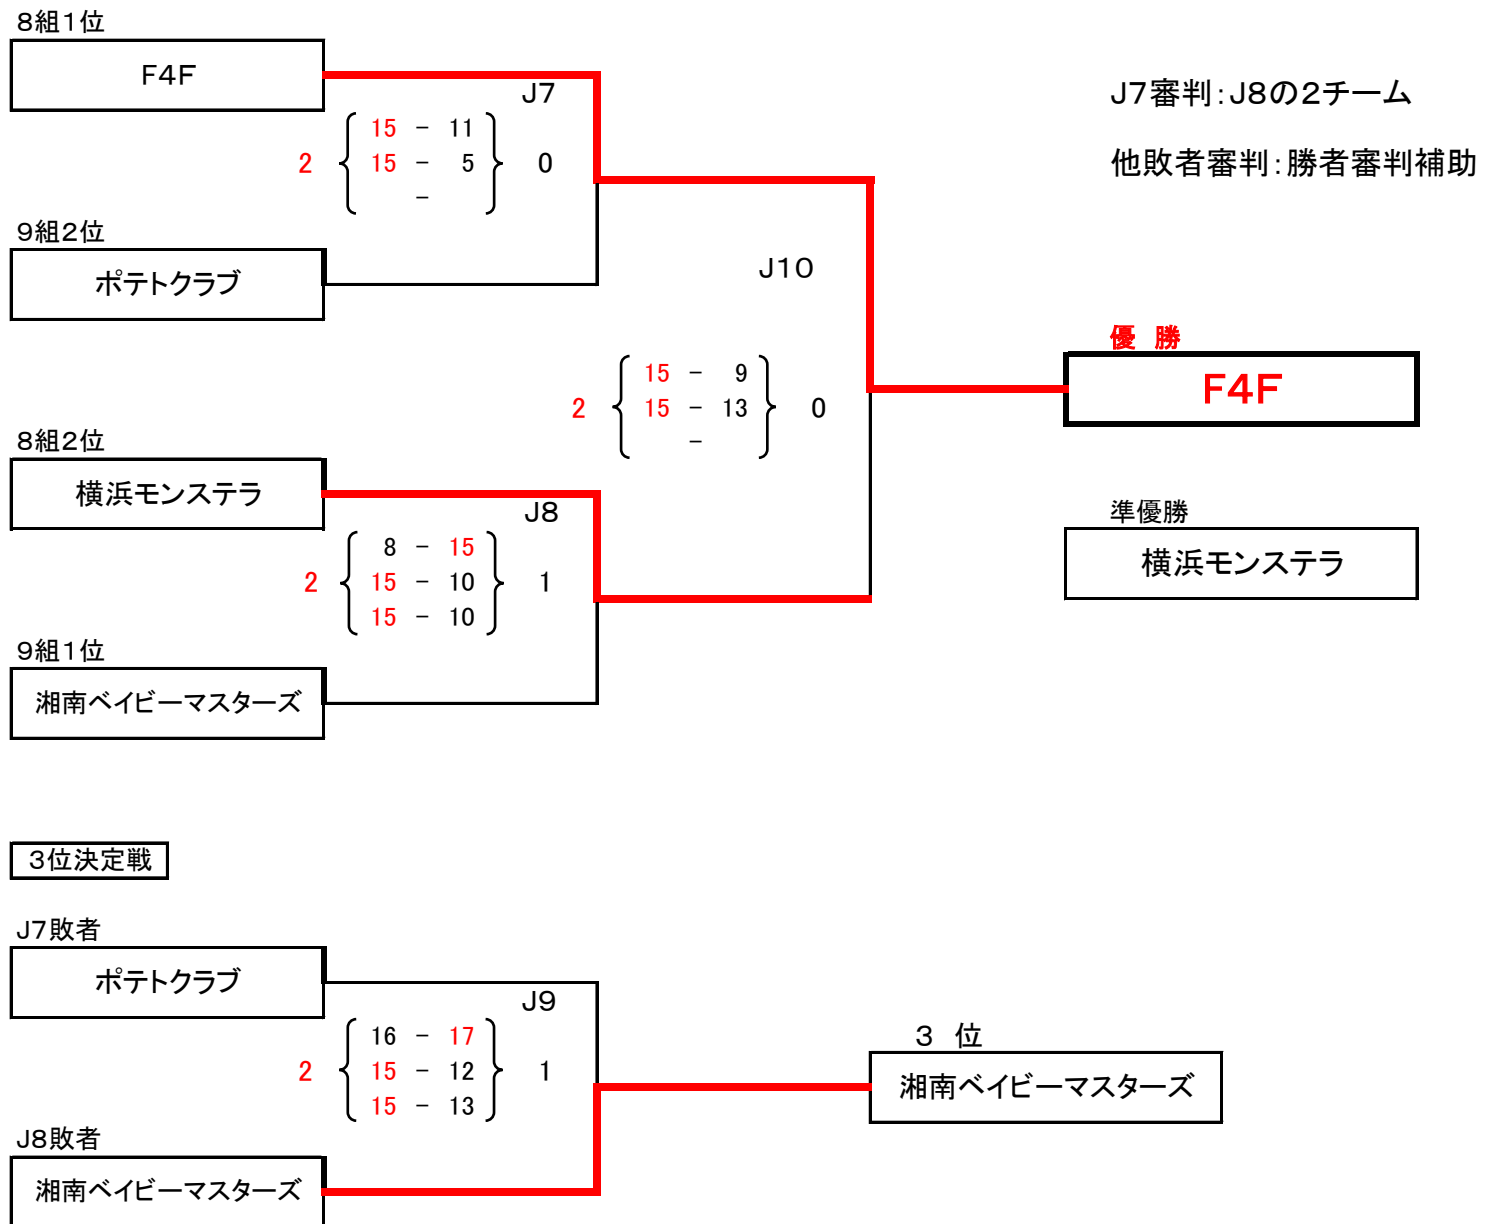 8組1位
F4F
J7
15 － 11
2 15 － 5 0
－
9組2位
ポテトクラブ
J7審判：J8の2チーム
他敗者審判：勝者審判補助
J10
15 － 9
2 15 － 13 0
－
優　勝
F4F
準優勝
横浜モンステラ
8組2位
横浜モンステラ
J8
8 － 15
2 15 － 10 1
15 － 10
9組1位
湘南ベイビーマスターズ
3位決定戦
J7敗者
ポテトクラブ
J9
16 － 17
2 15 － 12 1
15 － 13
J8敗者
湘南ベイビーマスターズ
3　位
湘南ベイビーマスターズ